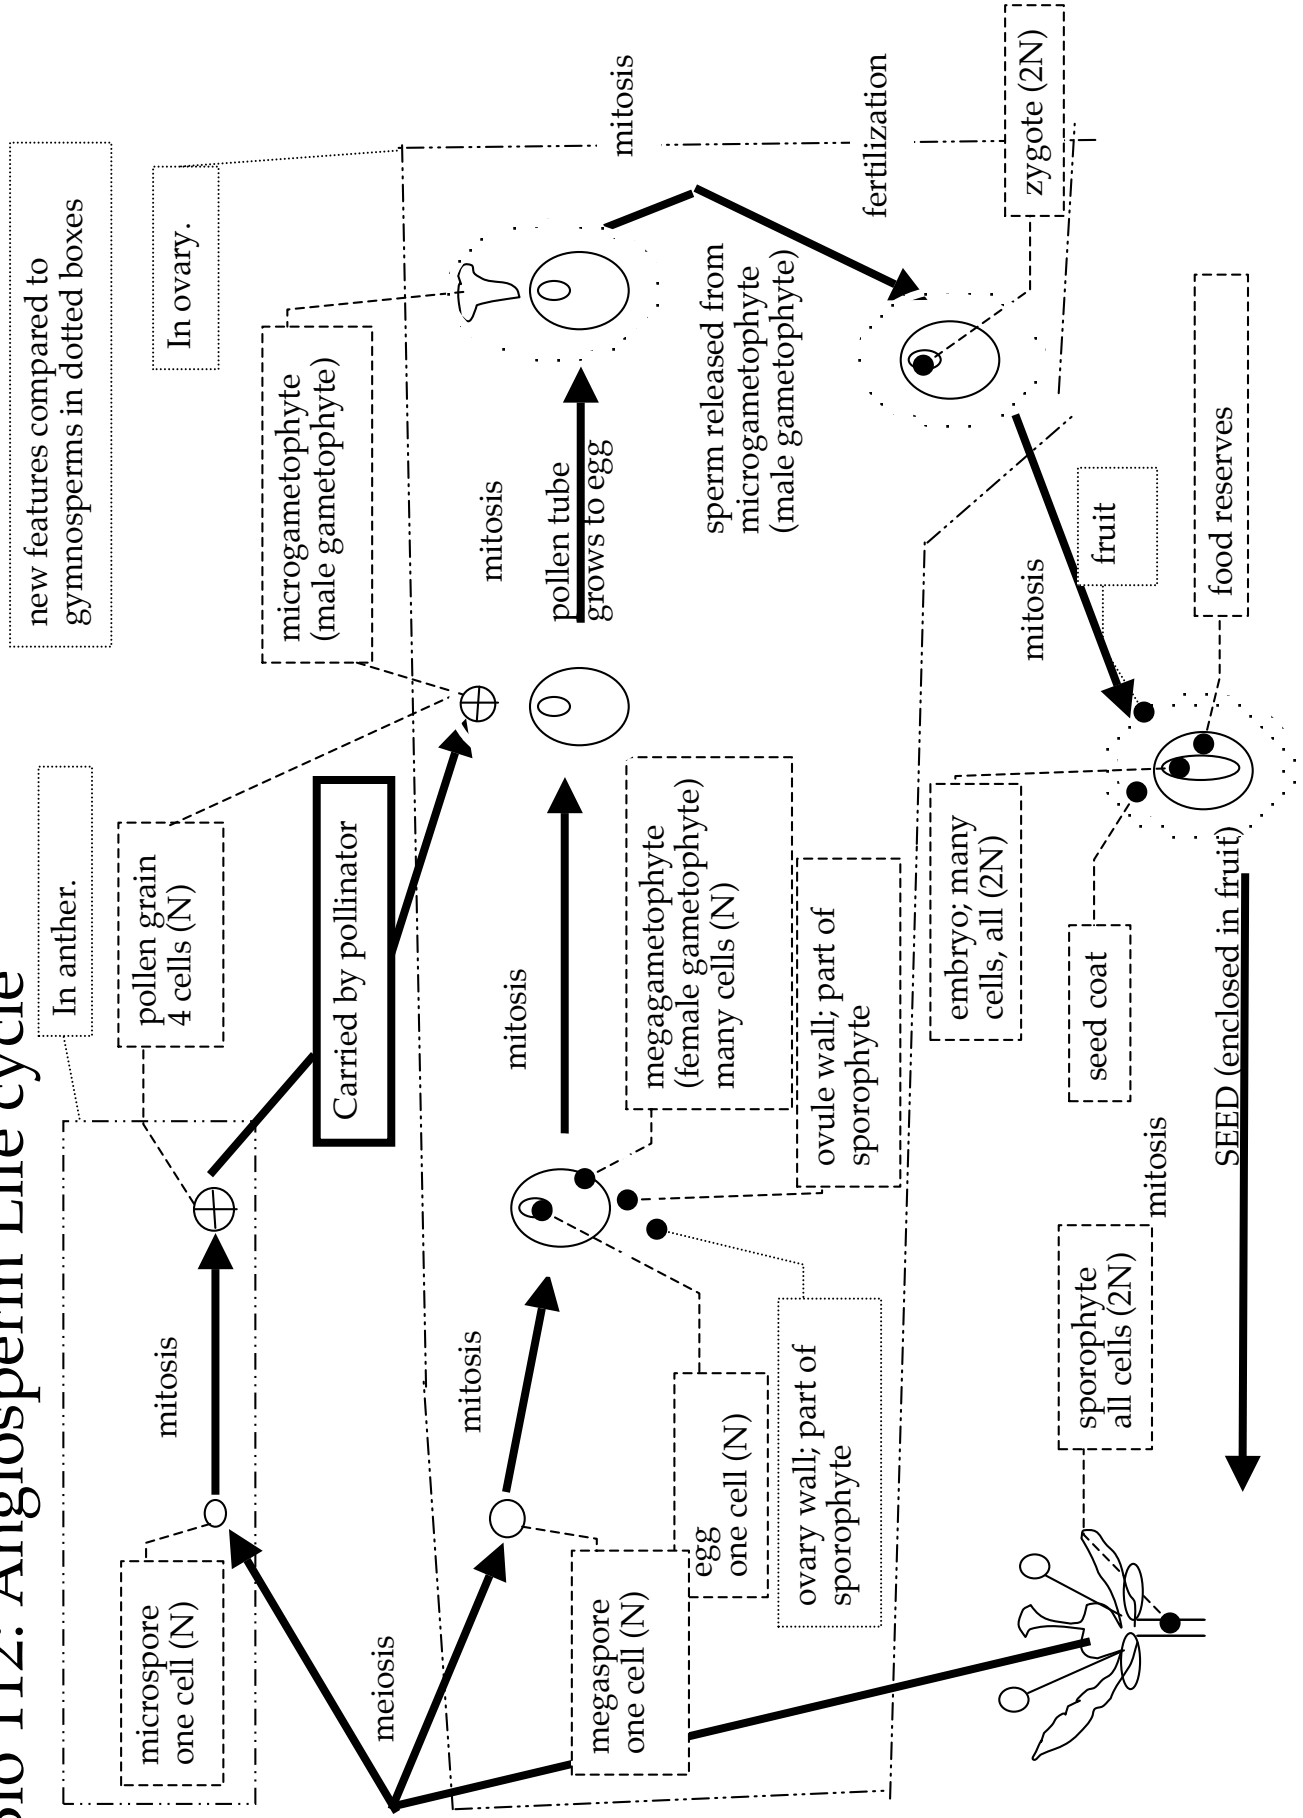 Bio 112: Angiosperm Life cycle
new features compared to
gymnosperms in dotted boxes
In anther.
In ovary.
microspore
one cell (N)
mitosis
pollen grain
4 cells (N)
microgametophyte
(male gametophyte)
Carried by pollinator
meiosis
mitosis
mitosis
mitosis
pollen tube
grows to egg
mitosis
megaspore
one cell (N)
egg
one cell (N)
megagametophyte
(female gametophyte)
many cells (N)
sperm released from
microgametophyte
(male gametophyte)
ovary wall; part of
sporophyte
ovule wall; part of
sporophyte
fertilization
embryo; many
cells, all (2N)
mitosis
zygote (2N)
sporophyte
all cells (2N)
seed coat
fruit
mitosis
food reserves
SEED (enclosed in fruit)